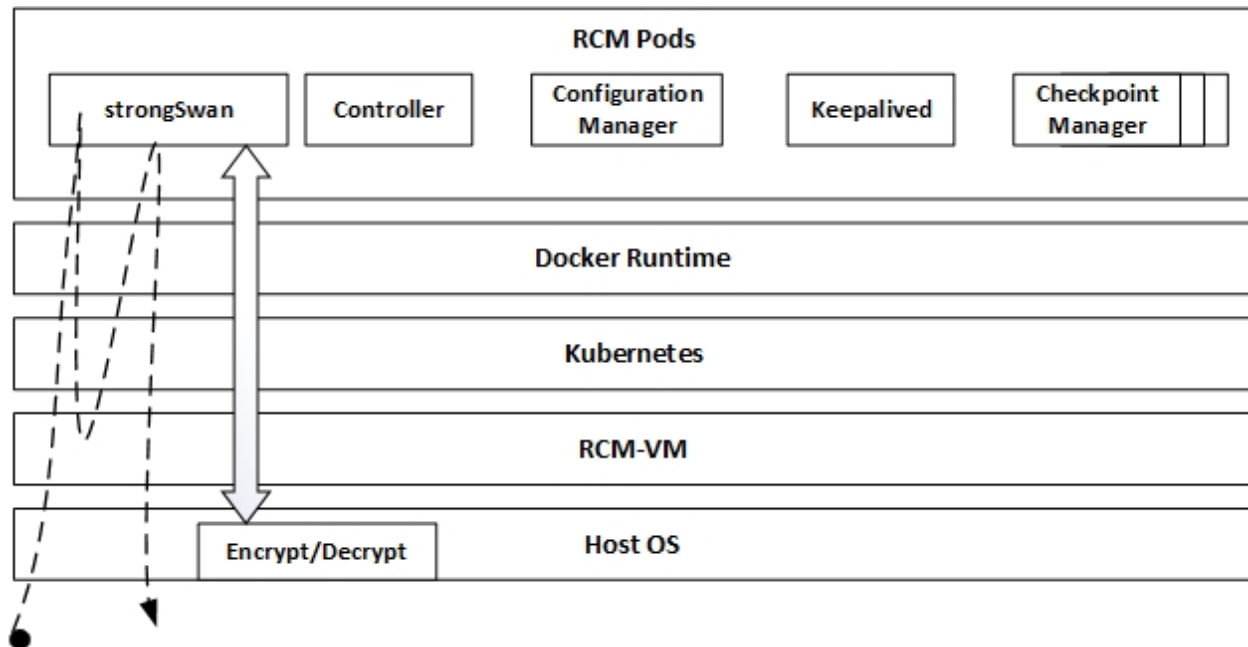 RCM Pods
strongSwan
Controller
Configuration
Manager
Keepalived
Checkpoint
Manager
Docker Runtime
Kubernetes
RCM-VM
Host OS
Encrypt/Decrypt